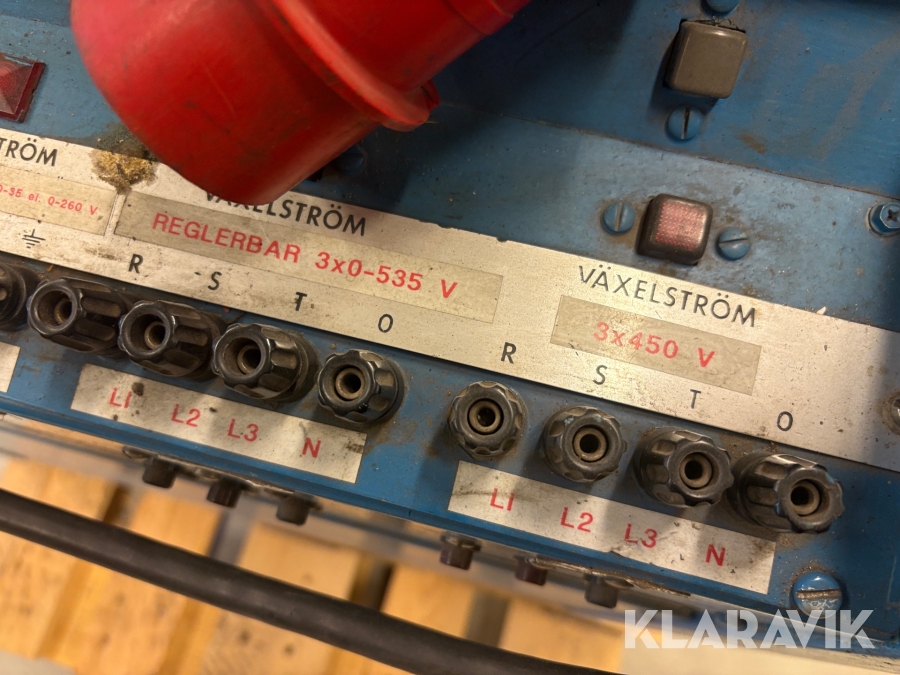 STRÖM
0-35 el. 0-260 V
VÄXELSTRÖM
REGLERBAR 3x0-535 V
R S T O
L1 L2 L3 N
VÄXELSTRÖM
3x450 V
R S T O
L1 L2 L3 N
KLARAVIK